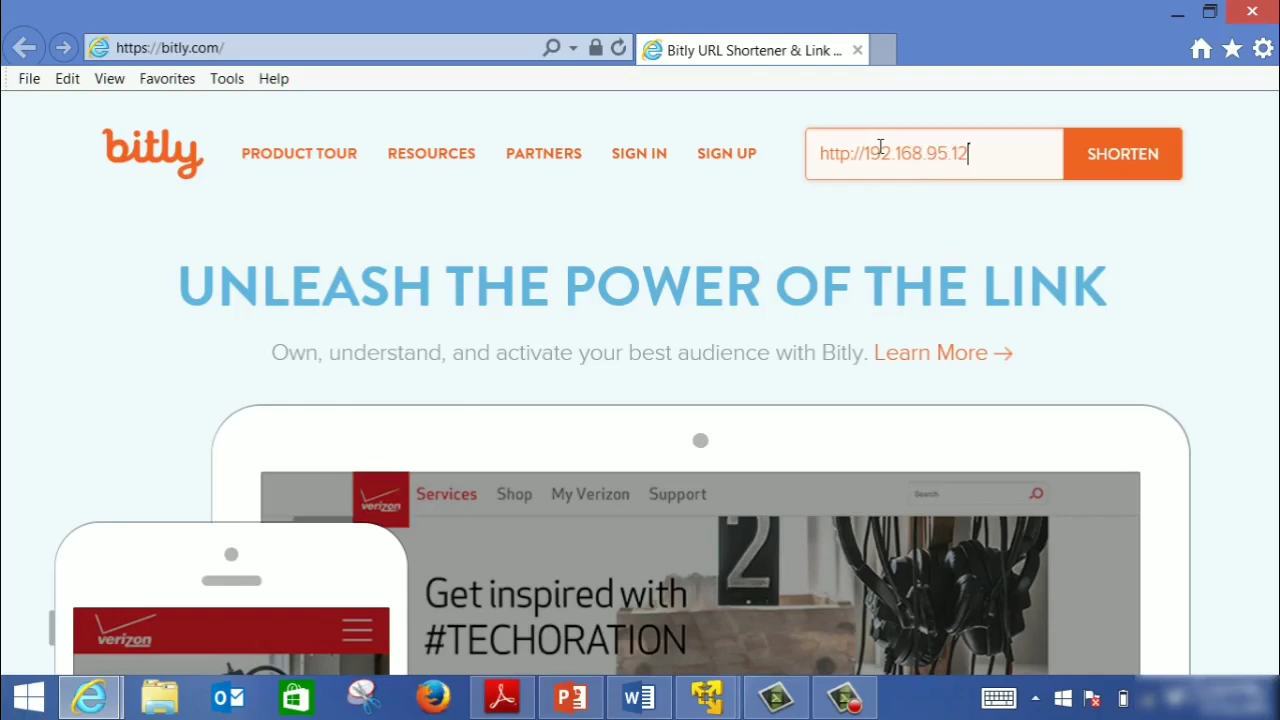 https://bitly.com/
Bitly URL Shortener & Link ...
File Edit View Favorites Tools Help
bitly
PRODUCT TOUR RESOURCES PARTNERS SIGN IN SIGN UP
http://192.168.95.12
SHORTEN
UNLEASH THE POWER OF THE LINK
Own, understand, and activate your best audience with Bitly. Learn More →
verizon
Services Shop My Verizon Support
Search
2
Get inspired with
#TECHORATION
verizon